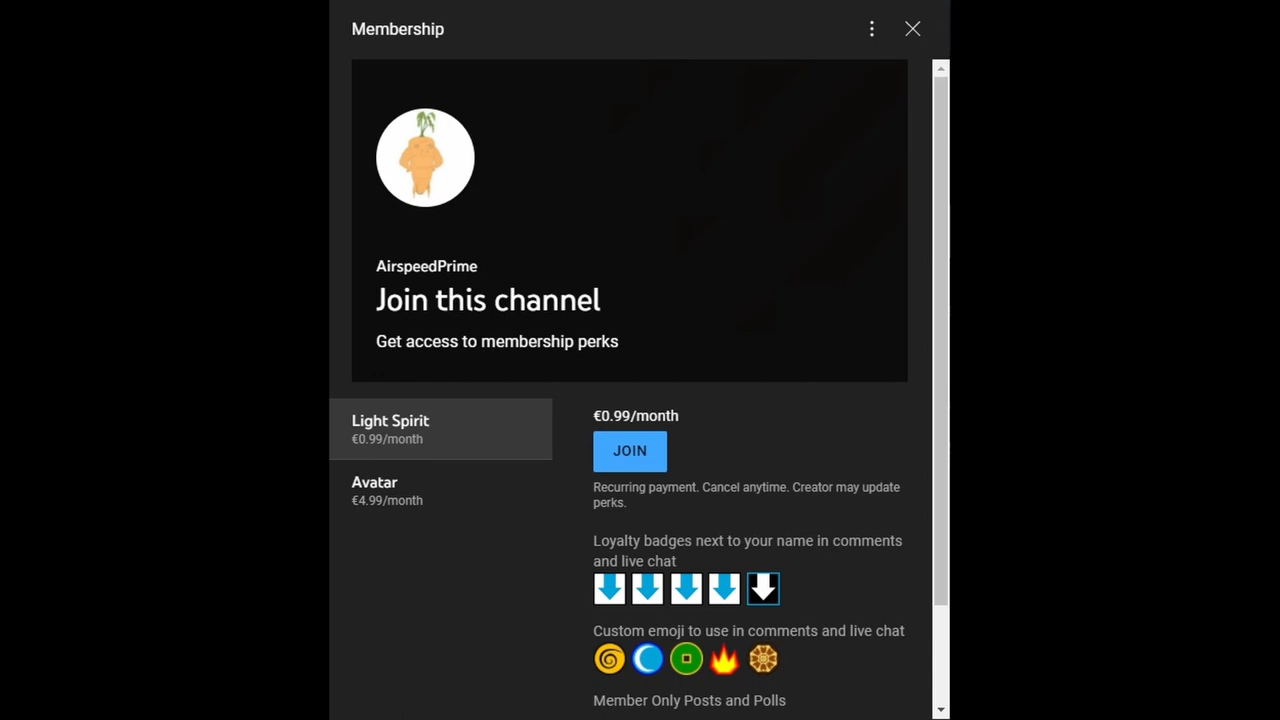 Membership
AirspeedPrime
Join this channel
Get access to membership perks
Light Spirit
€0.99/month
Avatar
€4.99/month
€0.99/month
JOIN
Recurring payment. Cancel anytime. Creator may update
perks.
Loyalty badges next to your name in comments
and live chat
Custom emoji to use in comments and live chat
Member Only Posts and Polls